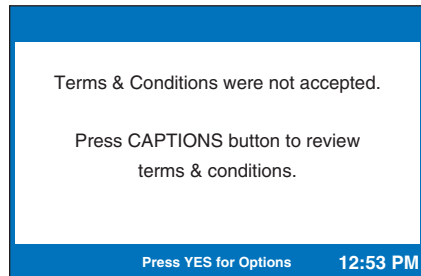 Terms & Conditions were not accepted.
Press CAPTIONS button to review
terms & conditions.
Press YES for Options 12:53 PM